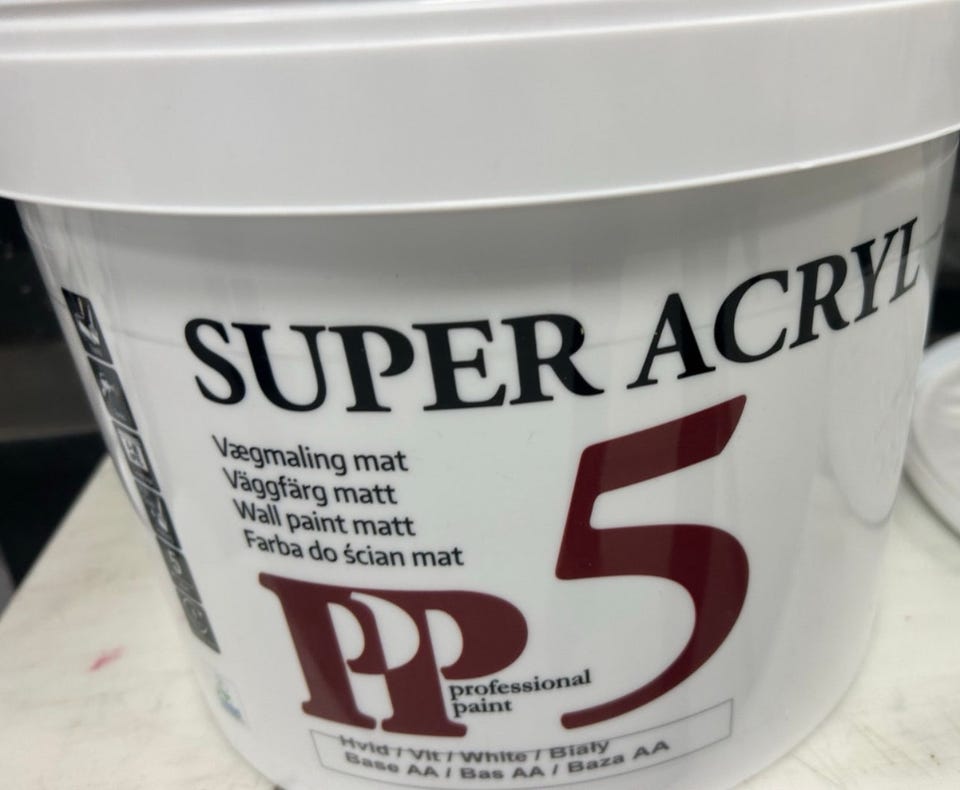 SUPER ACRYL
Vægmaling mat
Väggfärg matt
Wall paint matt
Farba do ścian mat
5
PP
professional
paint
Hvid / Vit / White / Biały
Base AA / Bas AA / Baza AA